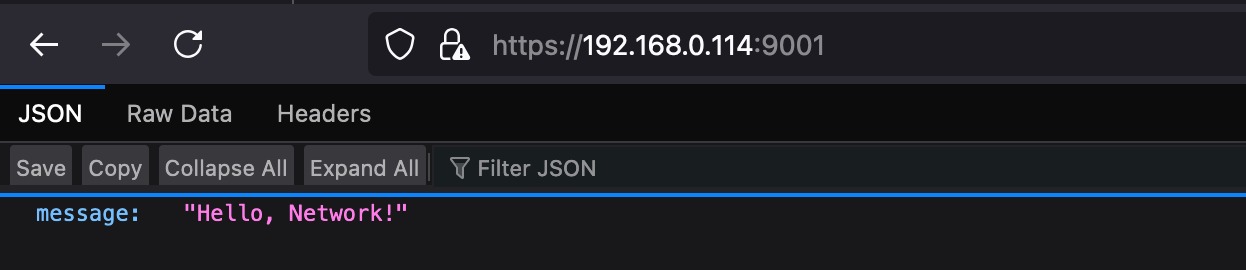 https://192.168.0.114:9001
JSON Raw Data Headers
Save Copy Collapse All Expand All Filter JSON
message: "Hello, Network!"